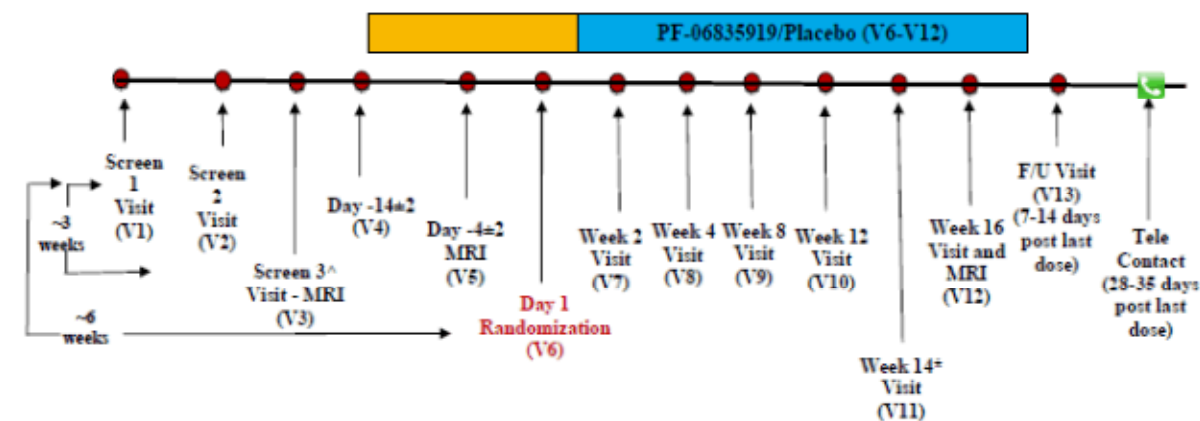 PF-06835919/Placebo (V6-V12)
Screen
1
Visit
(V1)
Screen
2
Visit
(V2)
Screen 3^
Visit - MRI
(V3)
Day -14±2
(V4)
Day -4±2
MRI
(V5)
Day 1
Randomization
(V6)
Week 2
Visit
(V7)
Week 4
Visit
(V8)
Week 8
Visit
(V9)
Week 12
Visit
(V10)
Week 14±
Visit
(V11)
Week 16
Visit and
MRI
(V12)
F/U Visit
(V13)
(7-14 days
post last
dose)
Tele
Contact
(28-35 days
post last
dose)
~3
weeks
~6
weeks